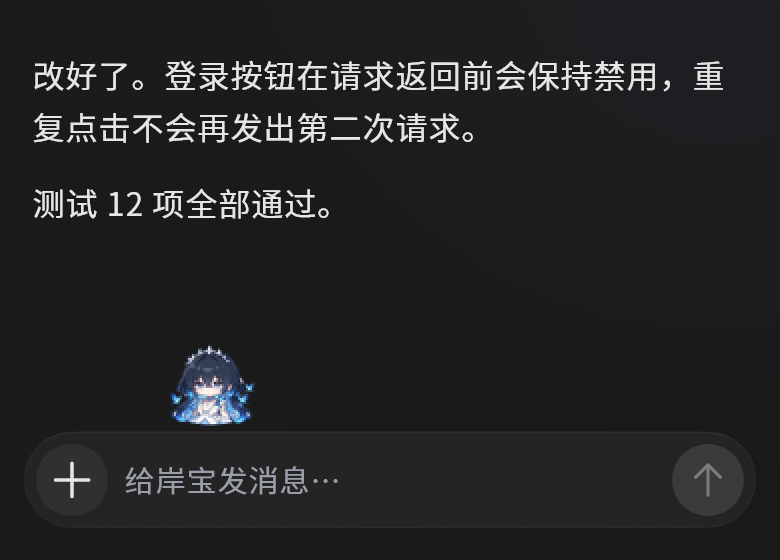 改好了。登录按钮在请求返回前会保持禁用，重
复点击不会再发出第二次请求。
测试 12 项全部通过。
给岸宝发消息…